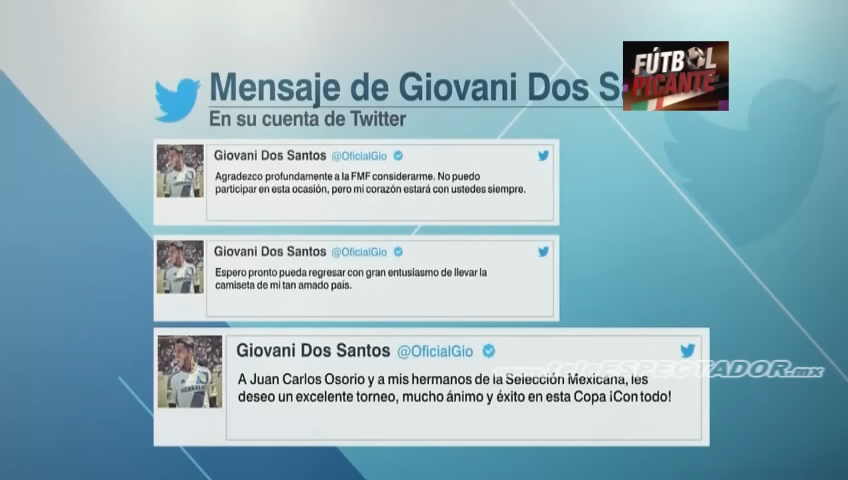 Mensaje de Giovani Dos S
FÚTBOL
PICANTE
En su cuenta de Twitter
Giovani Dos Santos @OficialGio
Agradezco profundamente a la FMF considerarme. No puedo
participar en esta ocasión, pero mi corazón estará con ustedes siempre.
Giovani Dos Santos @OficialGio
Espero pronto pueda regresar con gran entusiasmo de llevar la
camiseta de mi tan amado país.
Giovani Dos Santos @OficialGio
www.teleESPECTADOR.mx
A Juan Carlos Osorio y a mis hermanos de la Selección Mexicana, les
deseo un excelente torneo, mucho ánimo y éxito en esta Copa ¡Con todo!